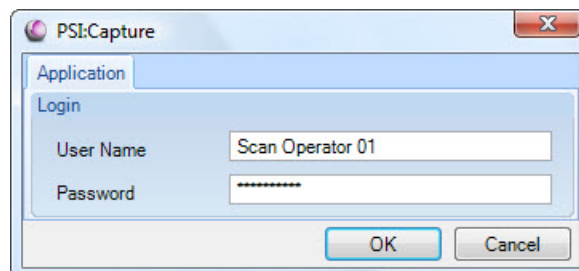 PSI:Capture
Application
Login
User Name Scan Operator 01
Password **********
OK Cancel